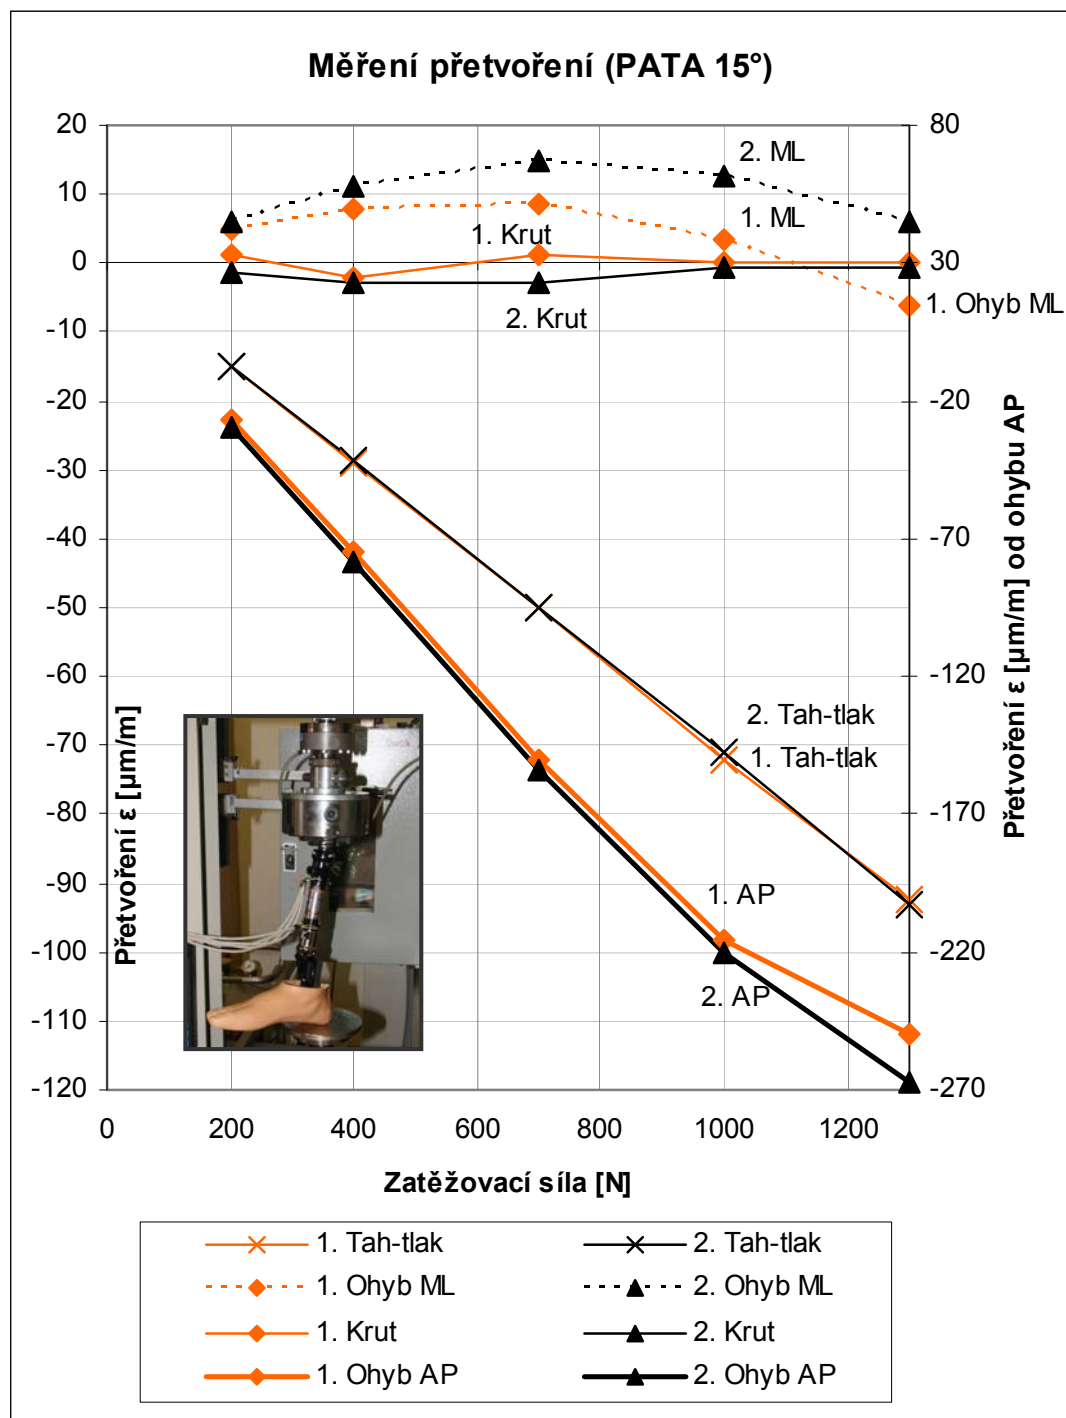 Měření přetvoření (PATA 15°)
20
10
0
-10
-20
-30
-40
-50
-60
-70
-80
-90
-100
-110
-120
80
30
-20
-70
-120
-170
-220
-270
2. ML
1. ML
1. Krut
2. Krut
1. Ohyb ML
2. Tah-tlak
1. Tah-tlak
1. AP
2. AP
Přetvoření ε [μm/m]
Přetvoření ε [μm/m] od ohybu AP
0 200 400 600 800 1000 1200
Zatěžovací síla [N]
1. Tah-tlak 2. Tah-tlak
1. Ohyb ML 2. Ohyb ML
1. Krut 2. Krut
1. Ohyb AP 2. Ohyb AP